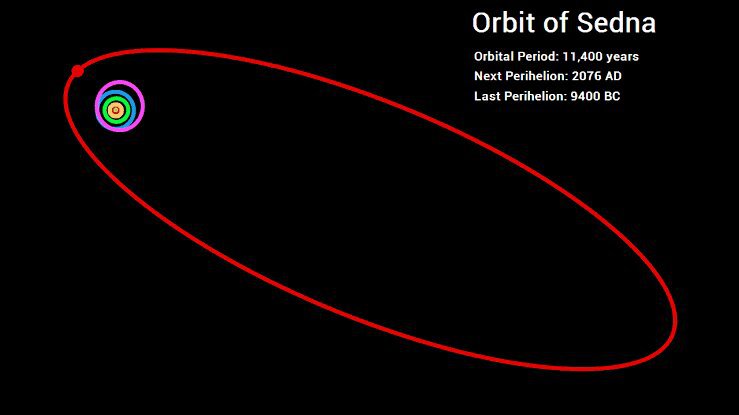 Orbit of Sedna
Orbital Period: 11,400 years
Next Perihelion: 2076 AD
Last Perihelion: 9400 BC